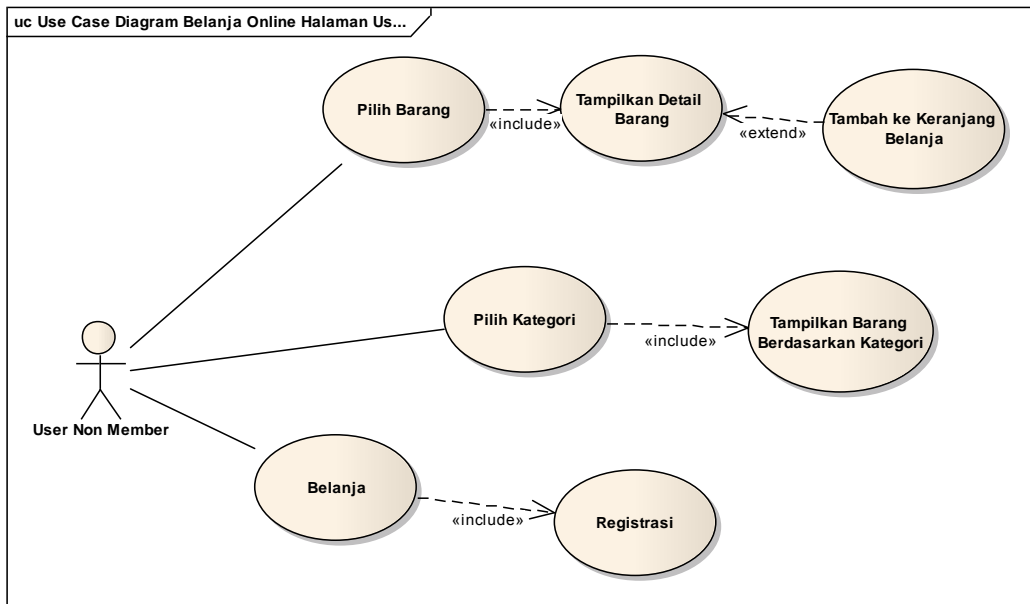 uc Use Case Diagram Belanja Online Halaman Us...
Pilih Barang
«include»
Tampilkan Detail
Barang
«extend»
Tambah ke Keranjang
Belanja
Pilih Kategori
«include»
Tampilkan Barang
Berdasarkan Kategori
User Non Member
Belanja
«include»
Registrasi